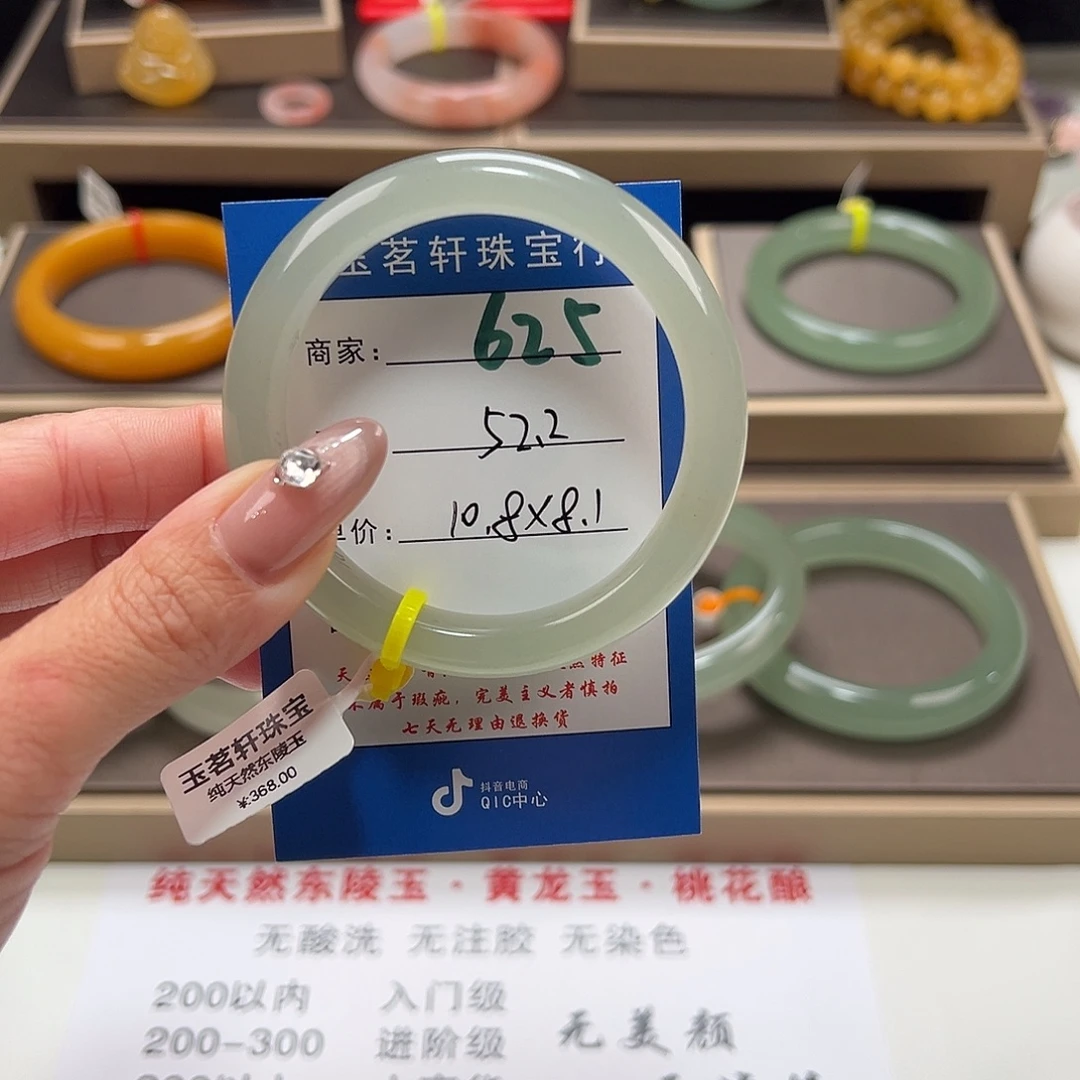 茗轩珠宝行
商家：625
52.2
价：10.8×8.1
特征
属于瑕疵，完美主义者慎拍
七天无理由退换货
抖音电商
QIC中心
玉茗轩珠宝
纯天然东陵玉
¥:368.00
纯天然东陵玉·黄龙玉·桃花酿
无酸洗 无注胶 无染色
200以内 入门级
200-300 进阶级
无美颜